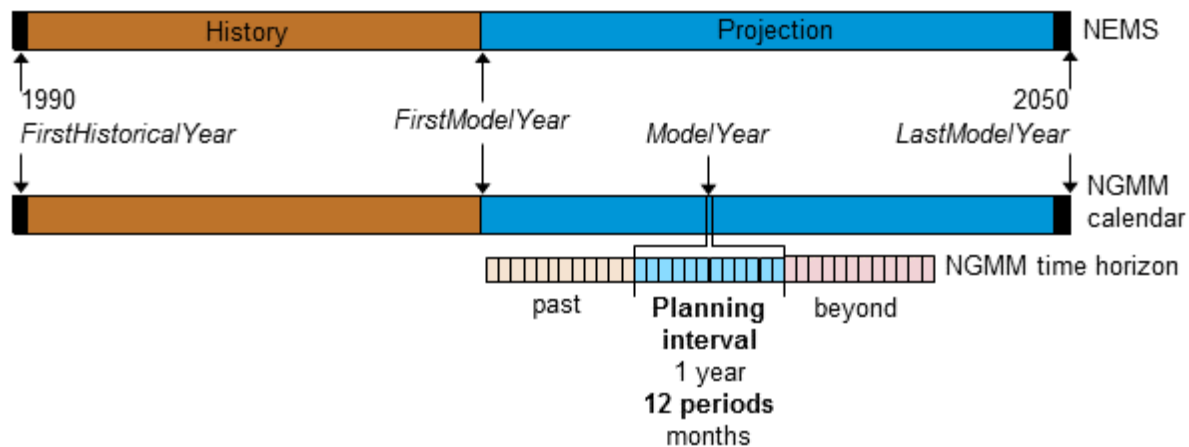 History
Projection
NEMS
1990
FirstHistoricalYear
FirstModelYear
ModelYear
2050
LastModelYear
NGMM
calendar
NGMM time horizon
past
Planning
interval
1 year
12 periods
months
beyond